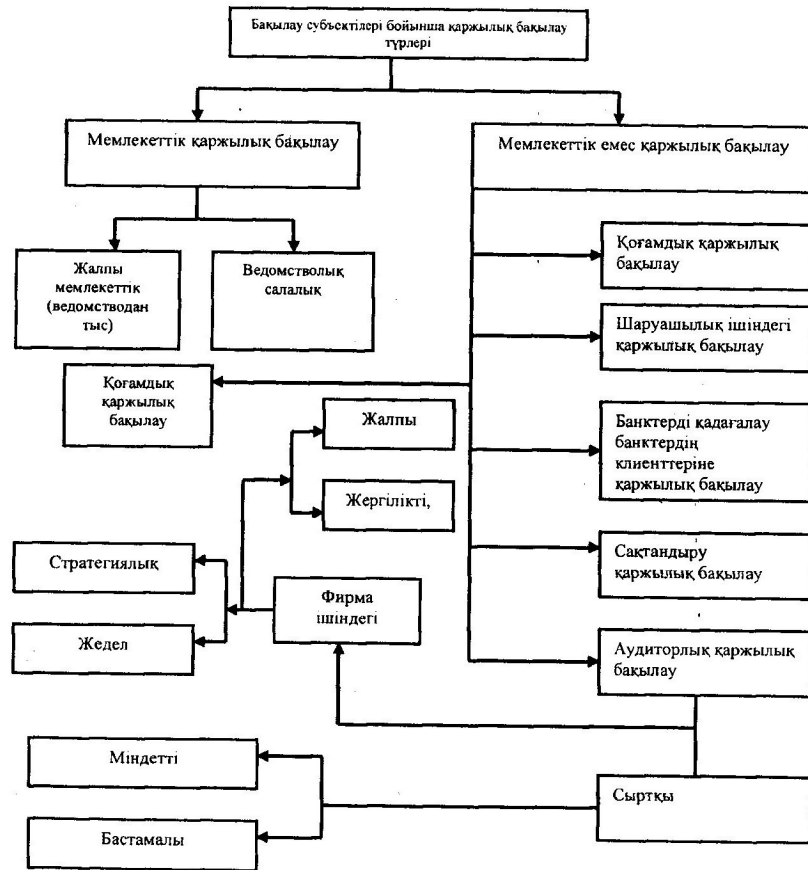 Бақылау субъектілері бойынша қаржылық бақылау
түрлері
Мемлекеттік қаржылық бақылау
Мемлекеттік емес қаржылық бақылау
Жалпы
мемлекеттік
(ведомстводан
тыс)
Ведомстволық
салалық
Қоғамдық қаржылық
бақылау
Шаруашылық ішіндегі
қаржылық бақылау
Қоғамдық
қаржылық
бақылау
Жалпы
Жергілікті,
Банктерді қадағалау
банктердің
клиенттеріне
қаржылық бақылау
Стратегиялық
Жедел
Фирма
ішіндегі
Сақтандыру
қаржылық бақылау
Аудиторлық қаржылық
бақылау
Міндетті
Бастамалы
Сыртқы